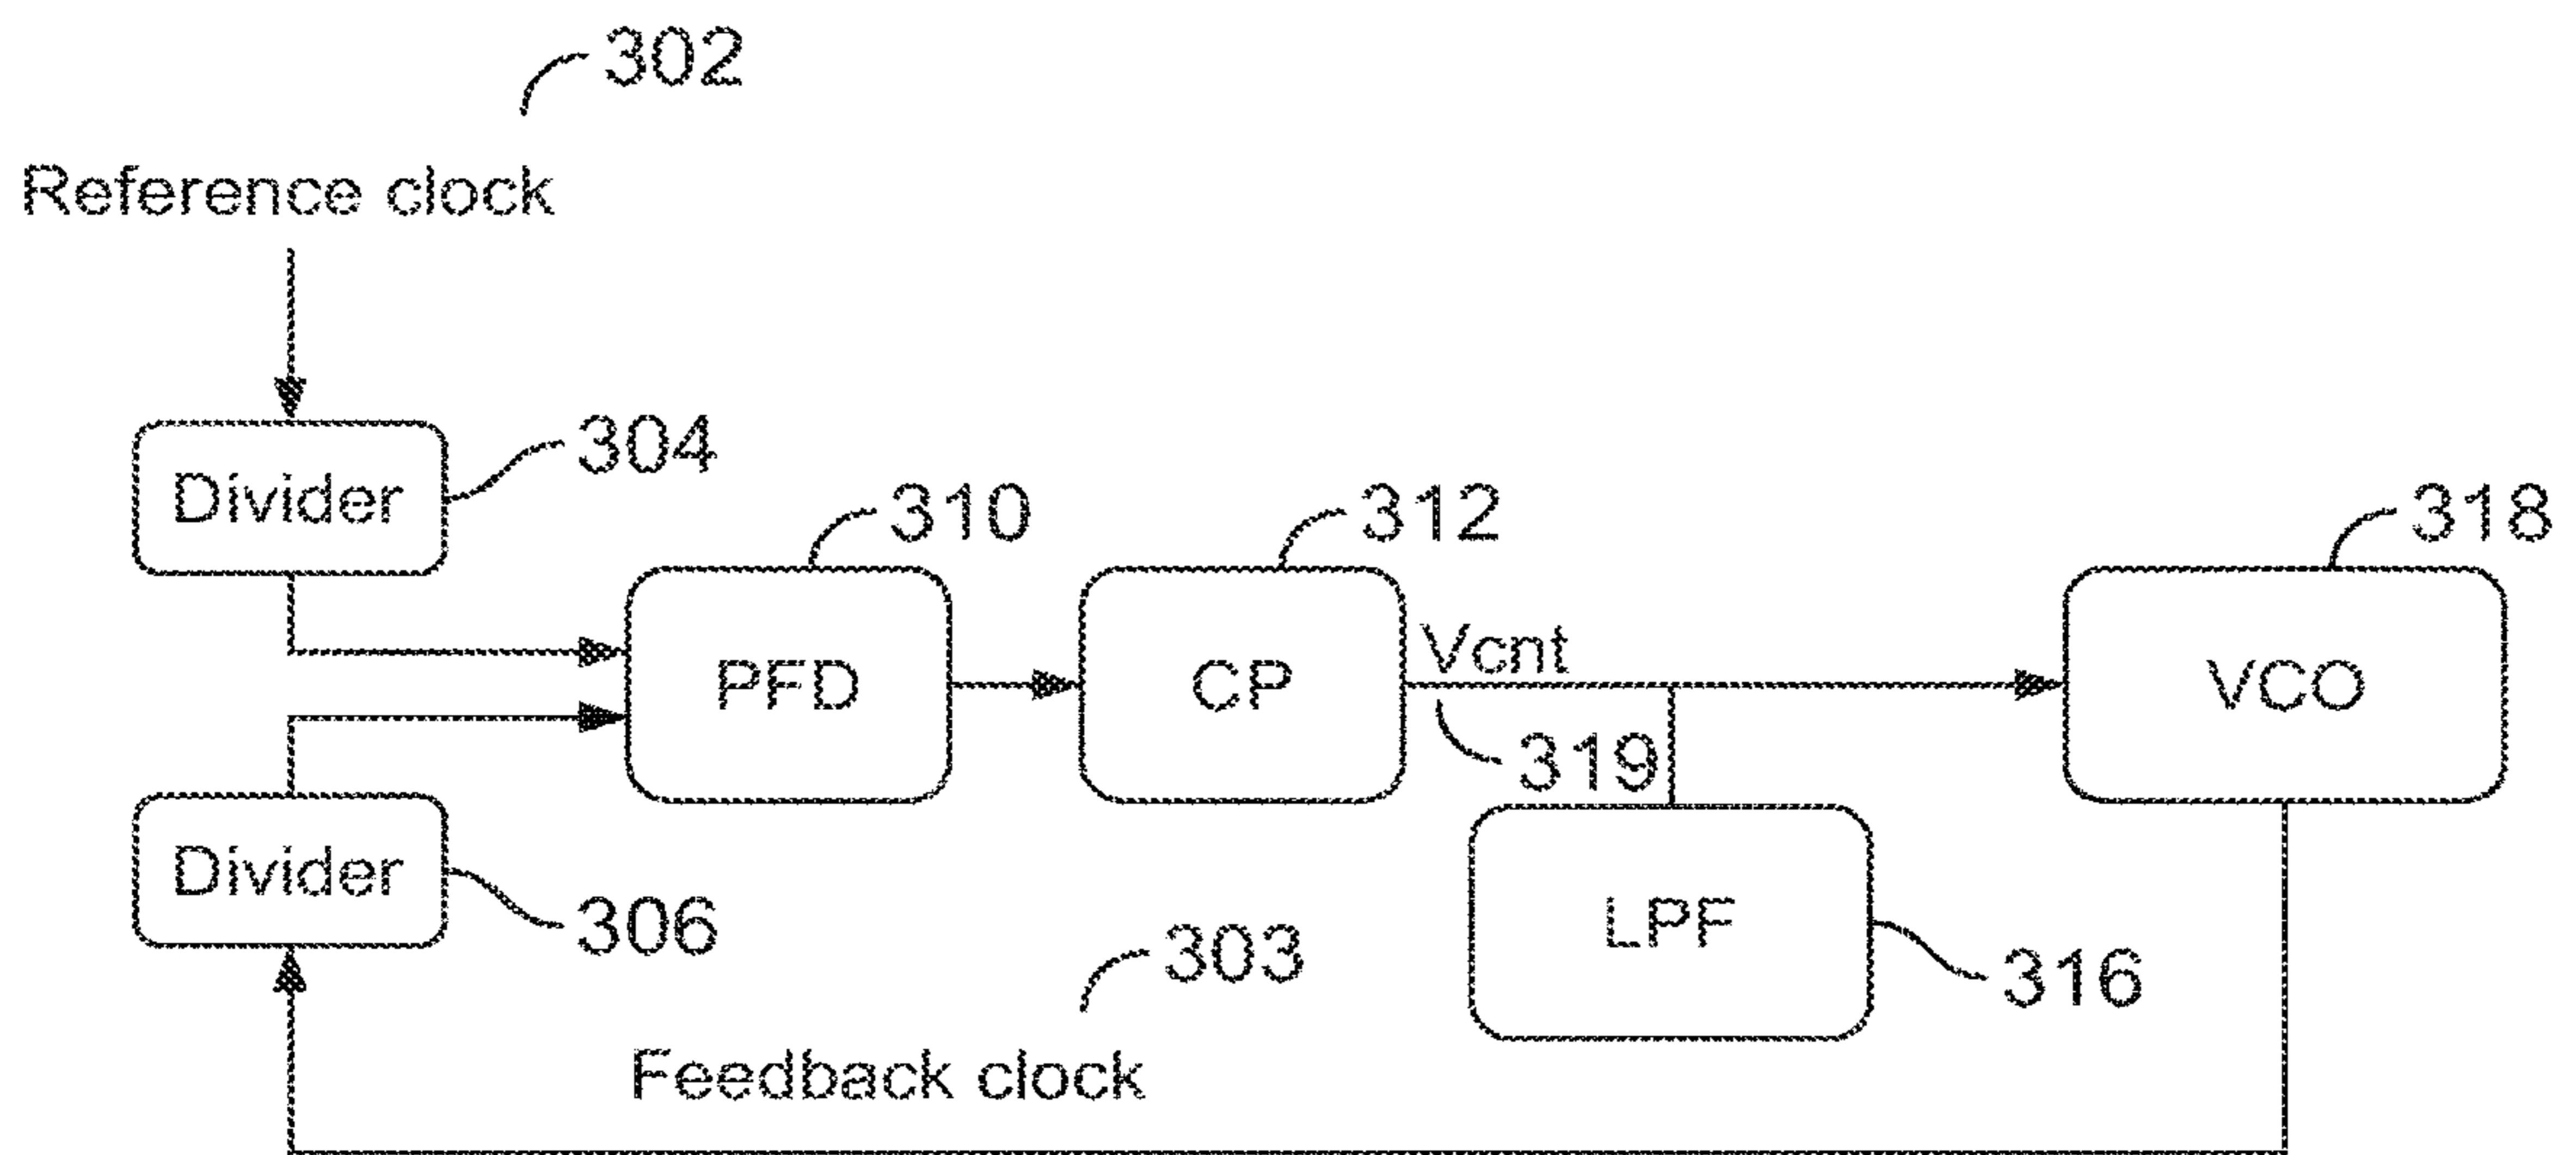 302
Reference clock
Divider
304
310
312
318
PFD
CP
Vcnt
VCO
319
Divider
306
303
LPF
316
Feedback clock